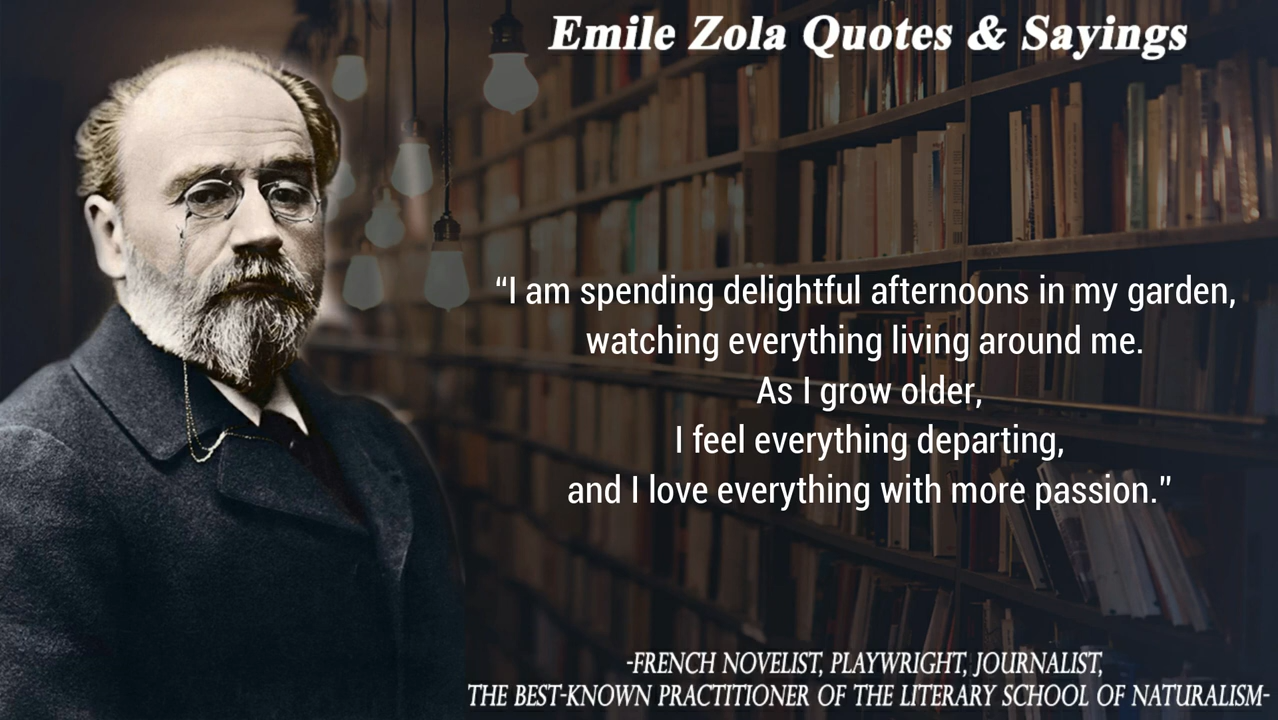 Emile Zola Quotes & Sayings
“I am spending delightful afternoons in my garden,
watching everything living around me.
As I grow older,
I feel everything departing,
and I love everything with more passion.”
-FRENCH NOVELIST, PLAYWRIGHT, JOURNALIST,
THE BEST-KNOWN PRACTITIONER OF THE LITERARY SCHOOL OF NATURALISM-